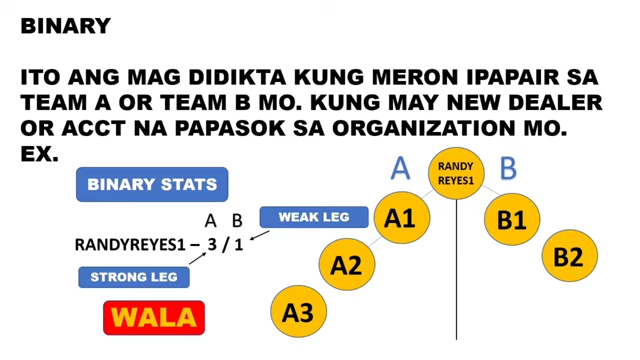 BINARY
ITO ANG MAG DIDIKTA KUNG MERON IPAPAIR SA
TEAM A OR TEAM B MO. KUNG MAY NEW DEALER
OR ACCT NA PAPASOK SA ORGANIZATION MO.
EX.
BINARY STATS
A B
WEAK LEG
RANDYREYES1 – 3 / 1
STRONG LEG
WALA
A
RANDY
REYES1
B
A1
B1
A2
B2
A3